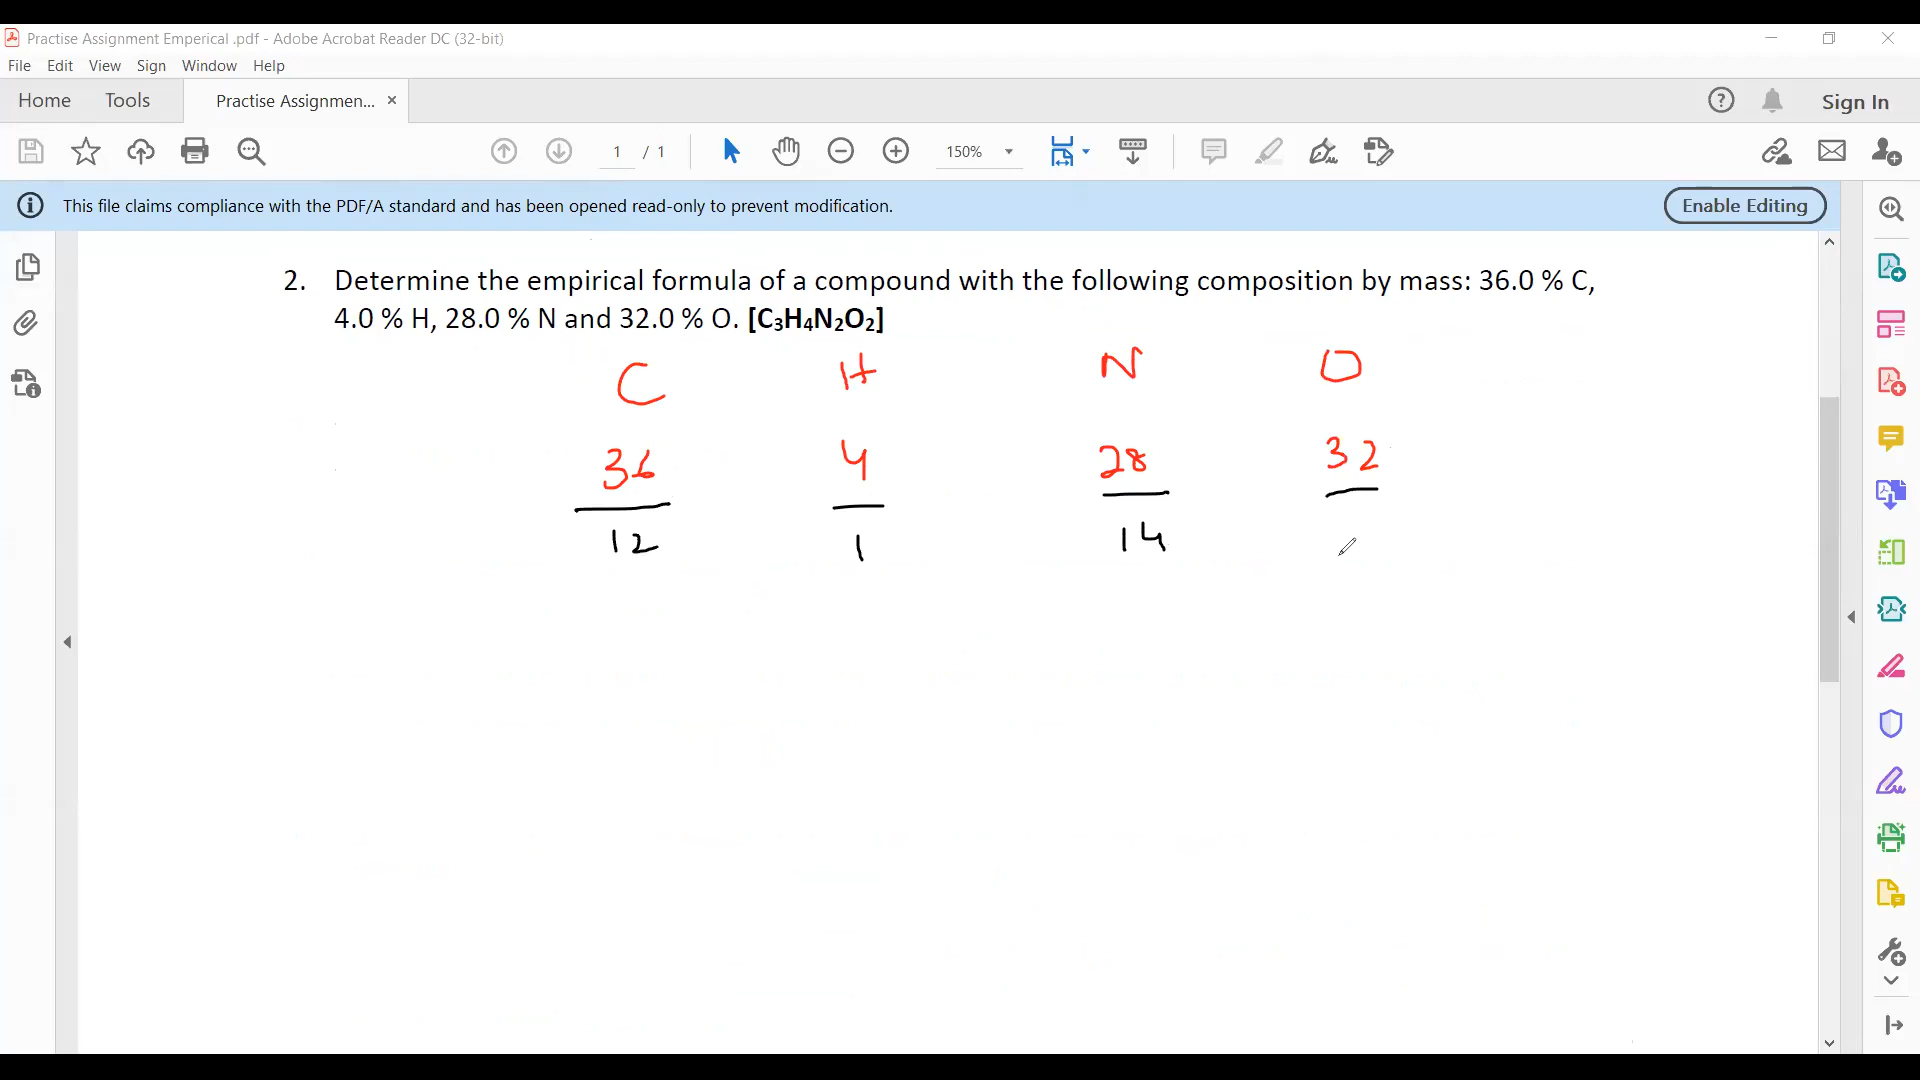 Practise Assignment Emperical .pdf - Adobe Acrobat Reader DC (32-bit)
File Edit View Sign Window Help
Home Tools Practise Assignmen... × Sign In
1 / 1 150%
This file claims compliance with the PDF/A standard and has been opened read-only to prevent modification. Enable Editing
2. Determine the empirical formula of a compound with the following composition by mass: 36.0 % C,
4.0 % H, 28.0 % N and 32.0 % O. [C₃H₄N₂O₂]
C H N O
36 4 28 32
12 1 14